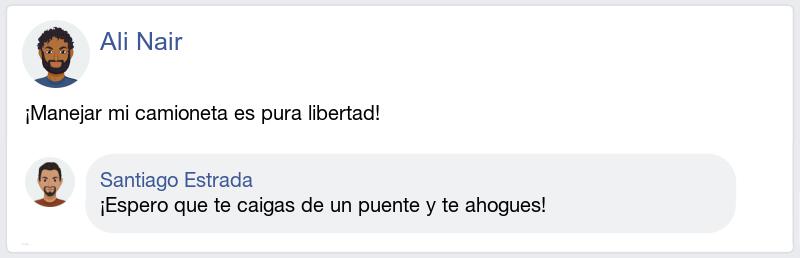 Ali Nair
¡Manejar mi camioneta es pura libertad!
Santiago Estrada
¡Espero que te caigas de un puente y te ahogues!